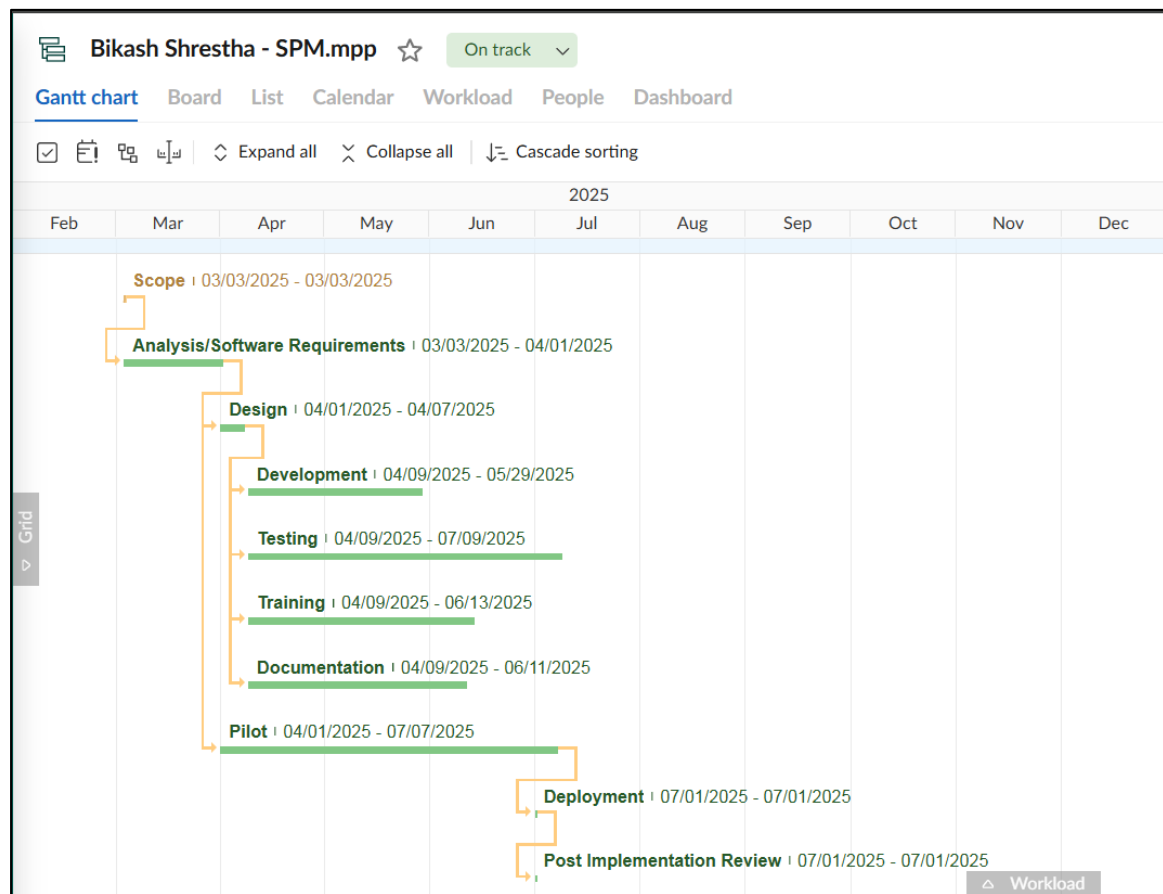 Bikash Shrestha - SPM.mpp On track
Gantt chart Board List Calendar Workload People Dashboard
Expand all Collapse all Cascade sorting
2025
Feb Mar Apr May Jun Jul Aug Sep Oct Nov Dec
Scope 03/03/2025 - 03/03/2025
Analysis/Software Requirements 03/03/2025 - 04/01/2025
Design 04/01/2025 - 04/07/2025
Development 04/09/2025 - 05/29/2025
Grid
Testing 04/09/2025 - 07/09/2025
Training 04/09/2025 - 06/13/2025
Documentation 04/09/2025 - 06/11/2025
Pilot 04/01/2025 - 07/07/2025
Deployment 07/01/2025 - 07/01/2025
Post Implementation Review 07/01/2025 - 07/01/2025
Workload